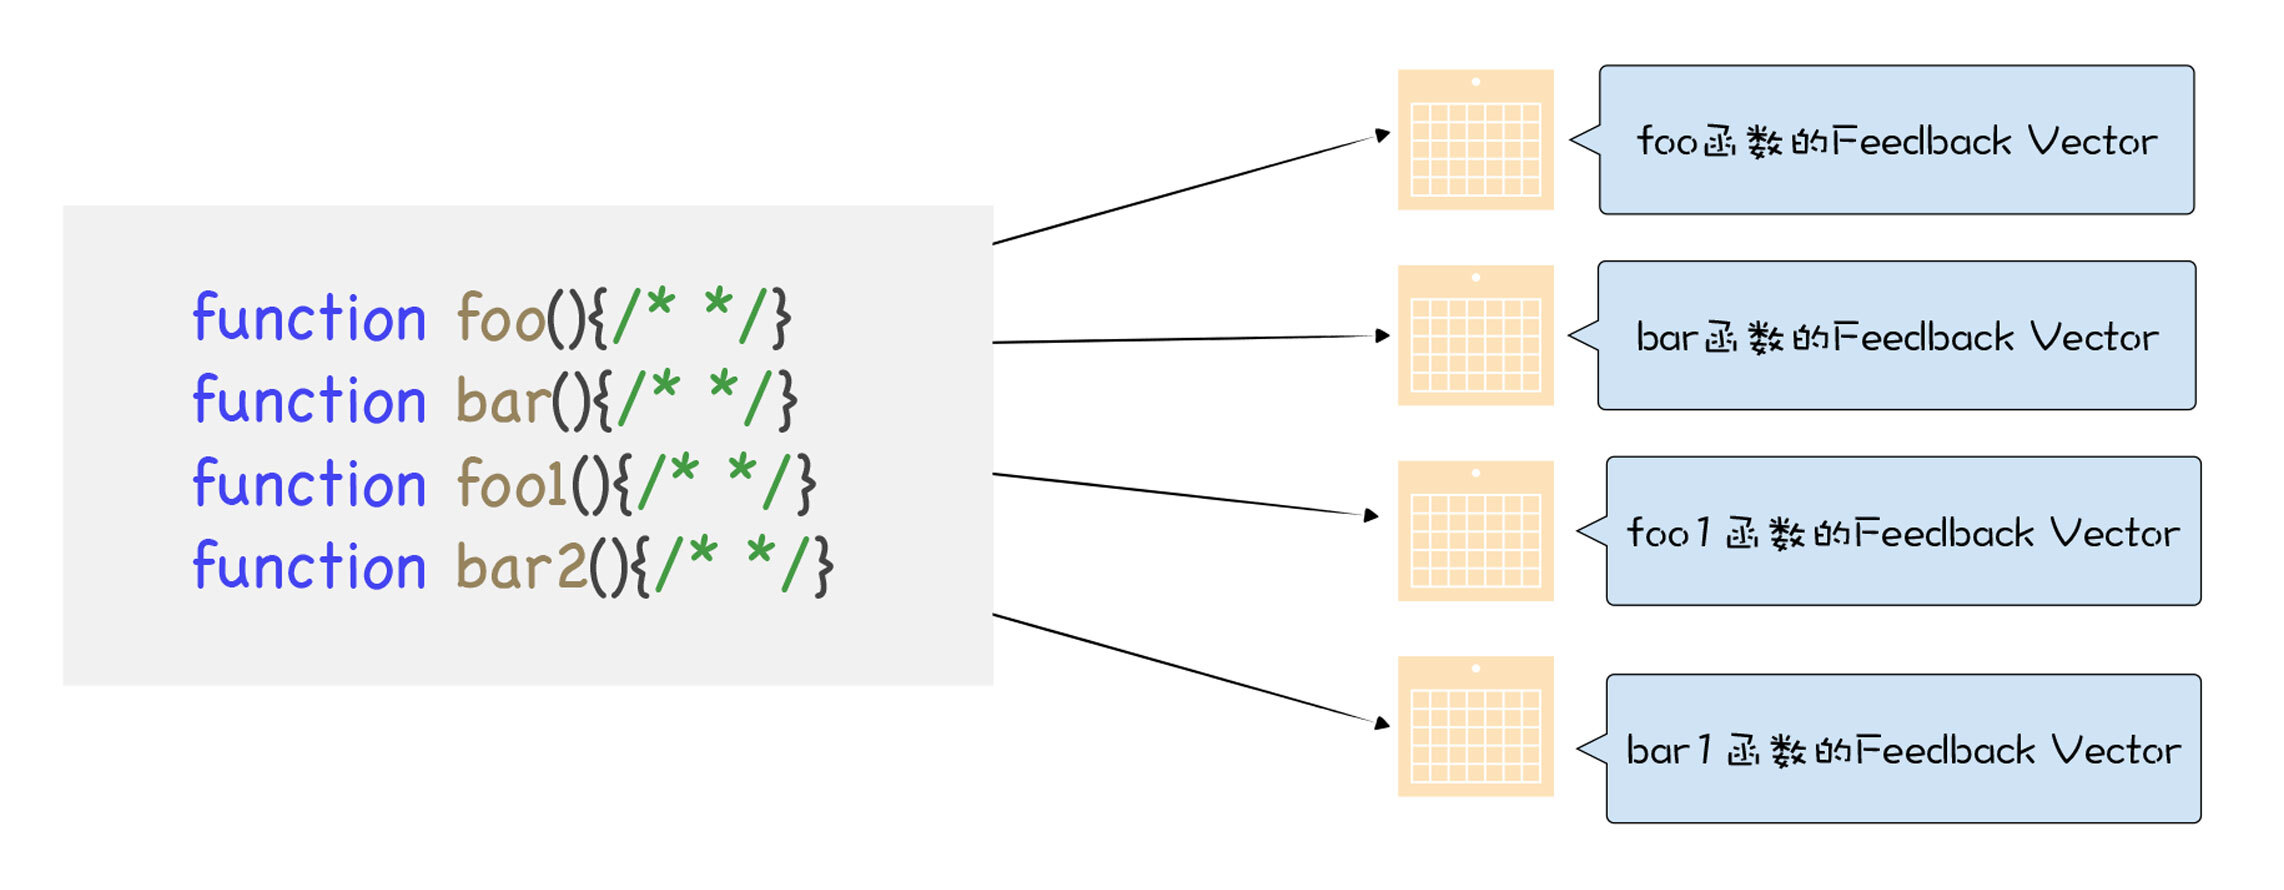 function foo(){/* */}
function bar(){/* */}
function foo1(){/* */}
function bar2(){/* */}
foo函数的Feedback Vector
bar函数的Feedback Vector
foo1函数的Feedback Vector
bar1函数的Feedback Vector